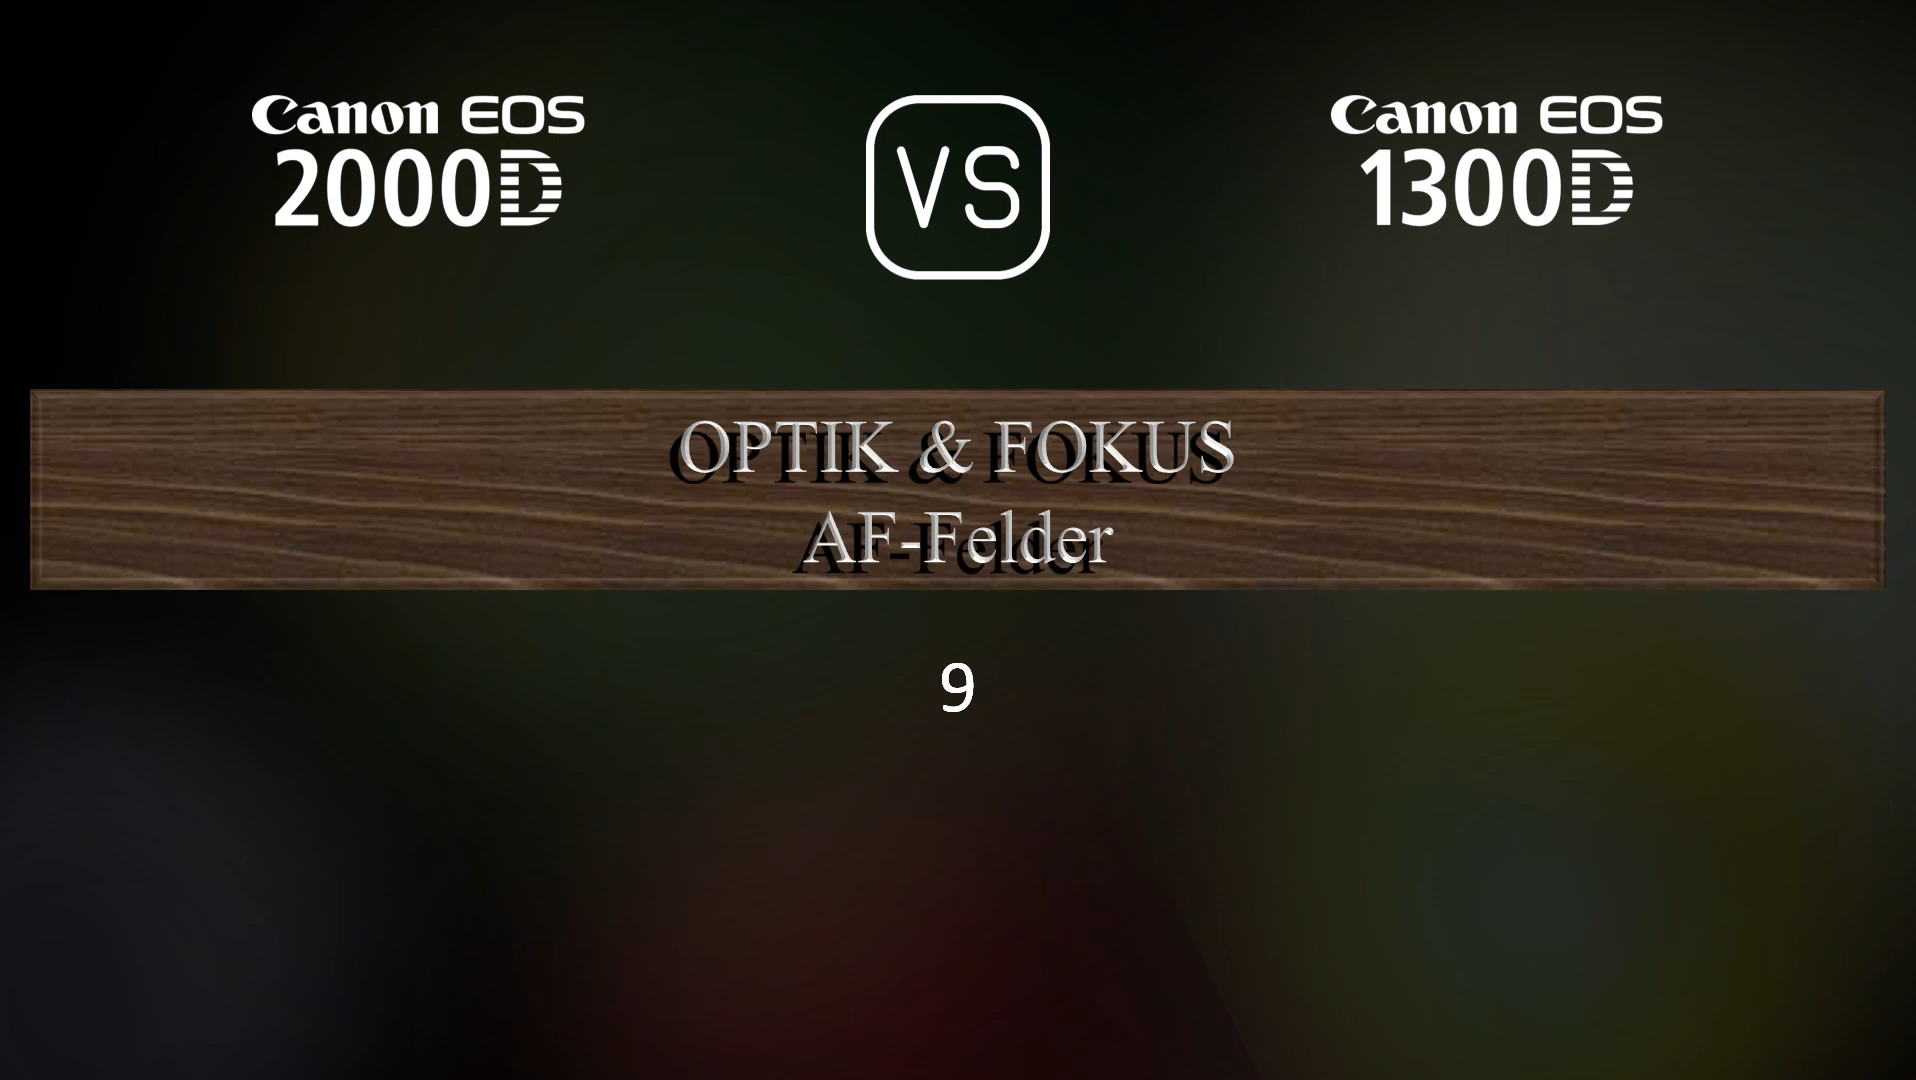 Canon EOS
2000D
VS
Canon EOS
1300D
OPTIK & FOKUS
AF-Felder
9